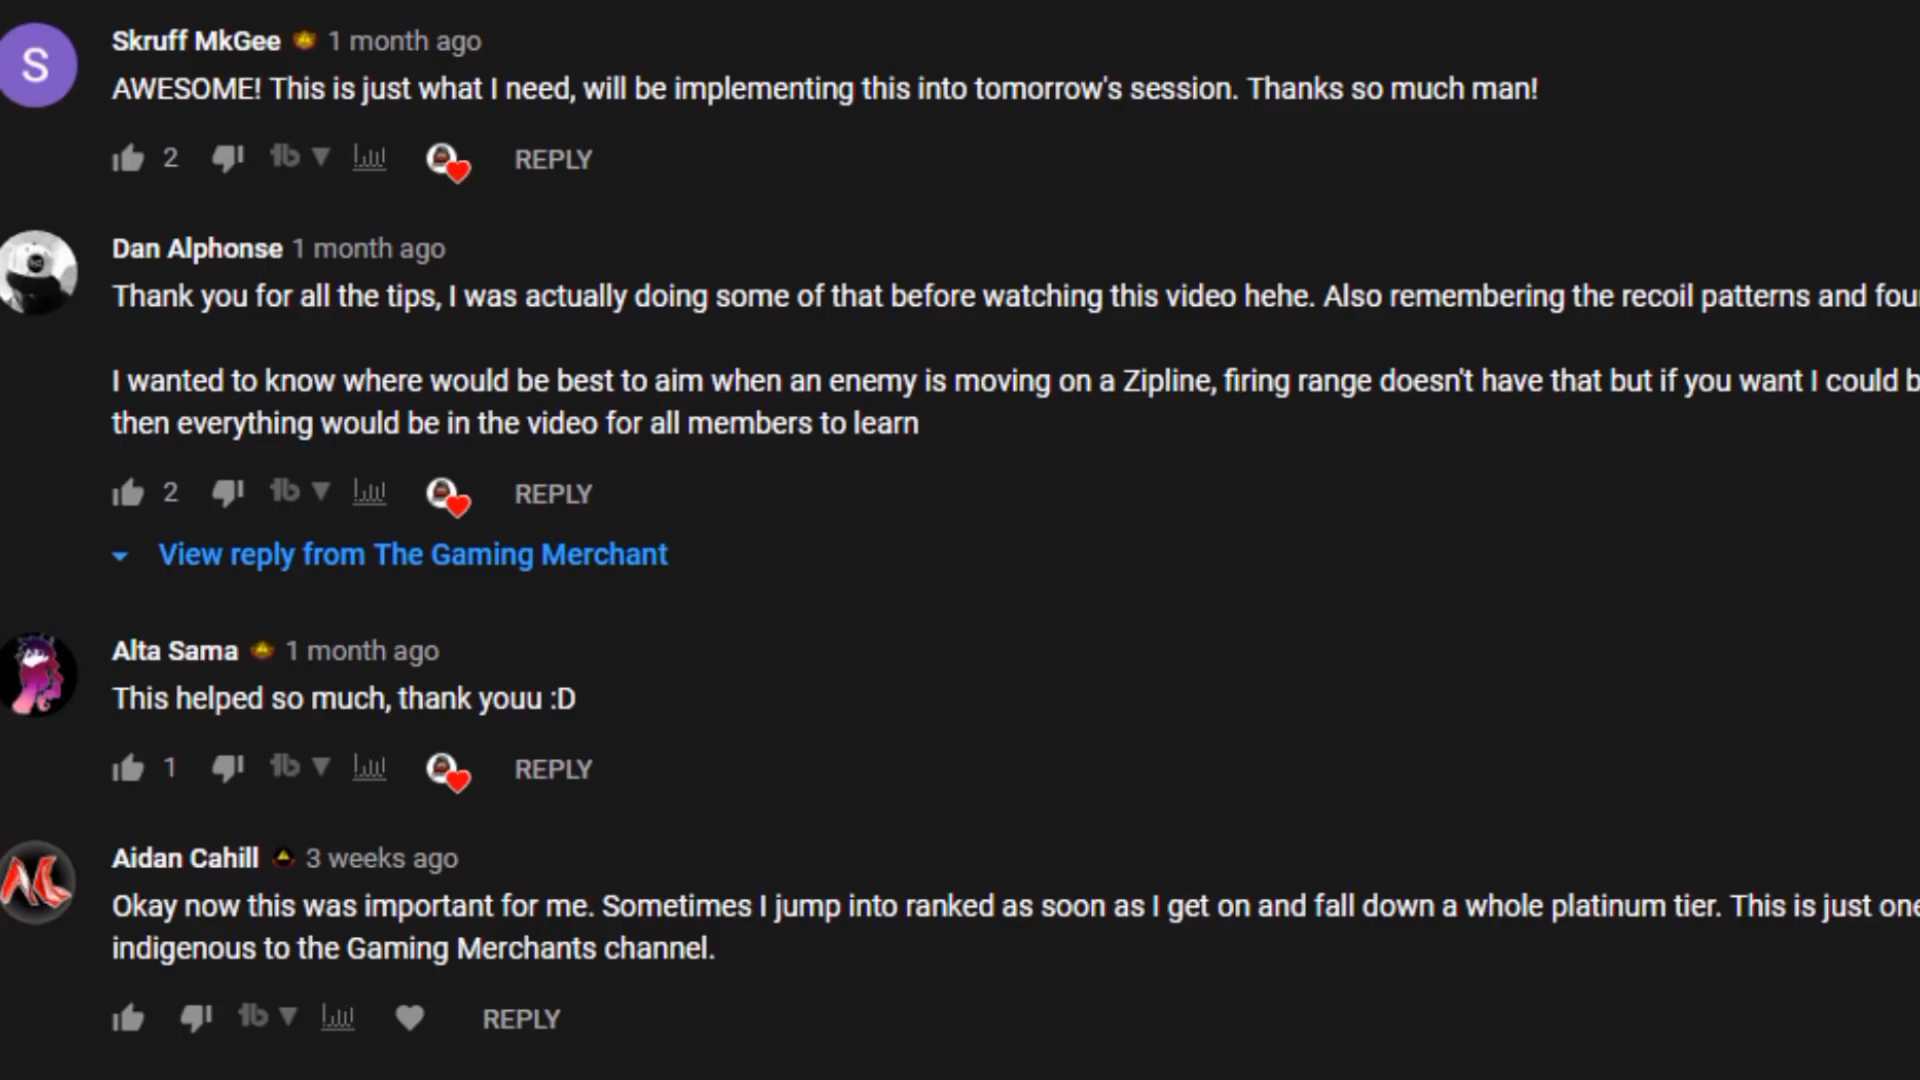 S
Skruff MkGee 1 month ago
AWESOME! This is just what I need, will be implementing this into tomorrow's session. Thanks so much man!
2 1b REPLY
Dan Alphonse 1 month ago
Thank you for all the tips, I was actually doing some of that before watching this video hehe. Also remembering the recoil patterns and four
I wanted to know where would be best to aim when an enemy is moving on a Zipline, firing range doesn't have that but if you want I could b
then everything would be in the video for all members to learn
2 1b REPLY
View reply from The Gaming Merchant
Alta Sama 1 month ago
This helped so much, thank youu :D
1 1b REPLY
Aidan Cahill 3 weeks ago
Okay now this was important for me. Sometimes I jump into ranked as soon as I get on and fall down a whole platinum tier. This is just one
indigenous to the Gaming Merchants channel.
1b REPLY